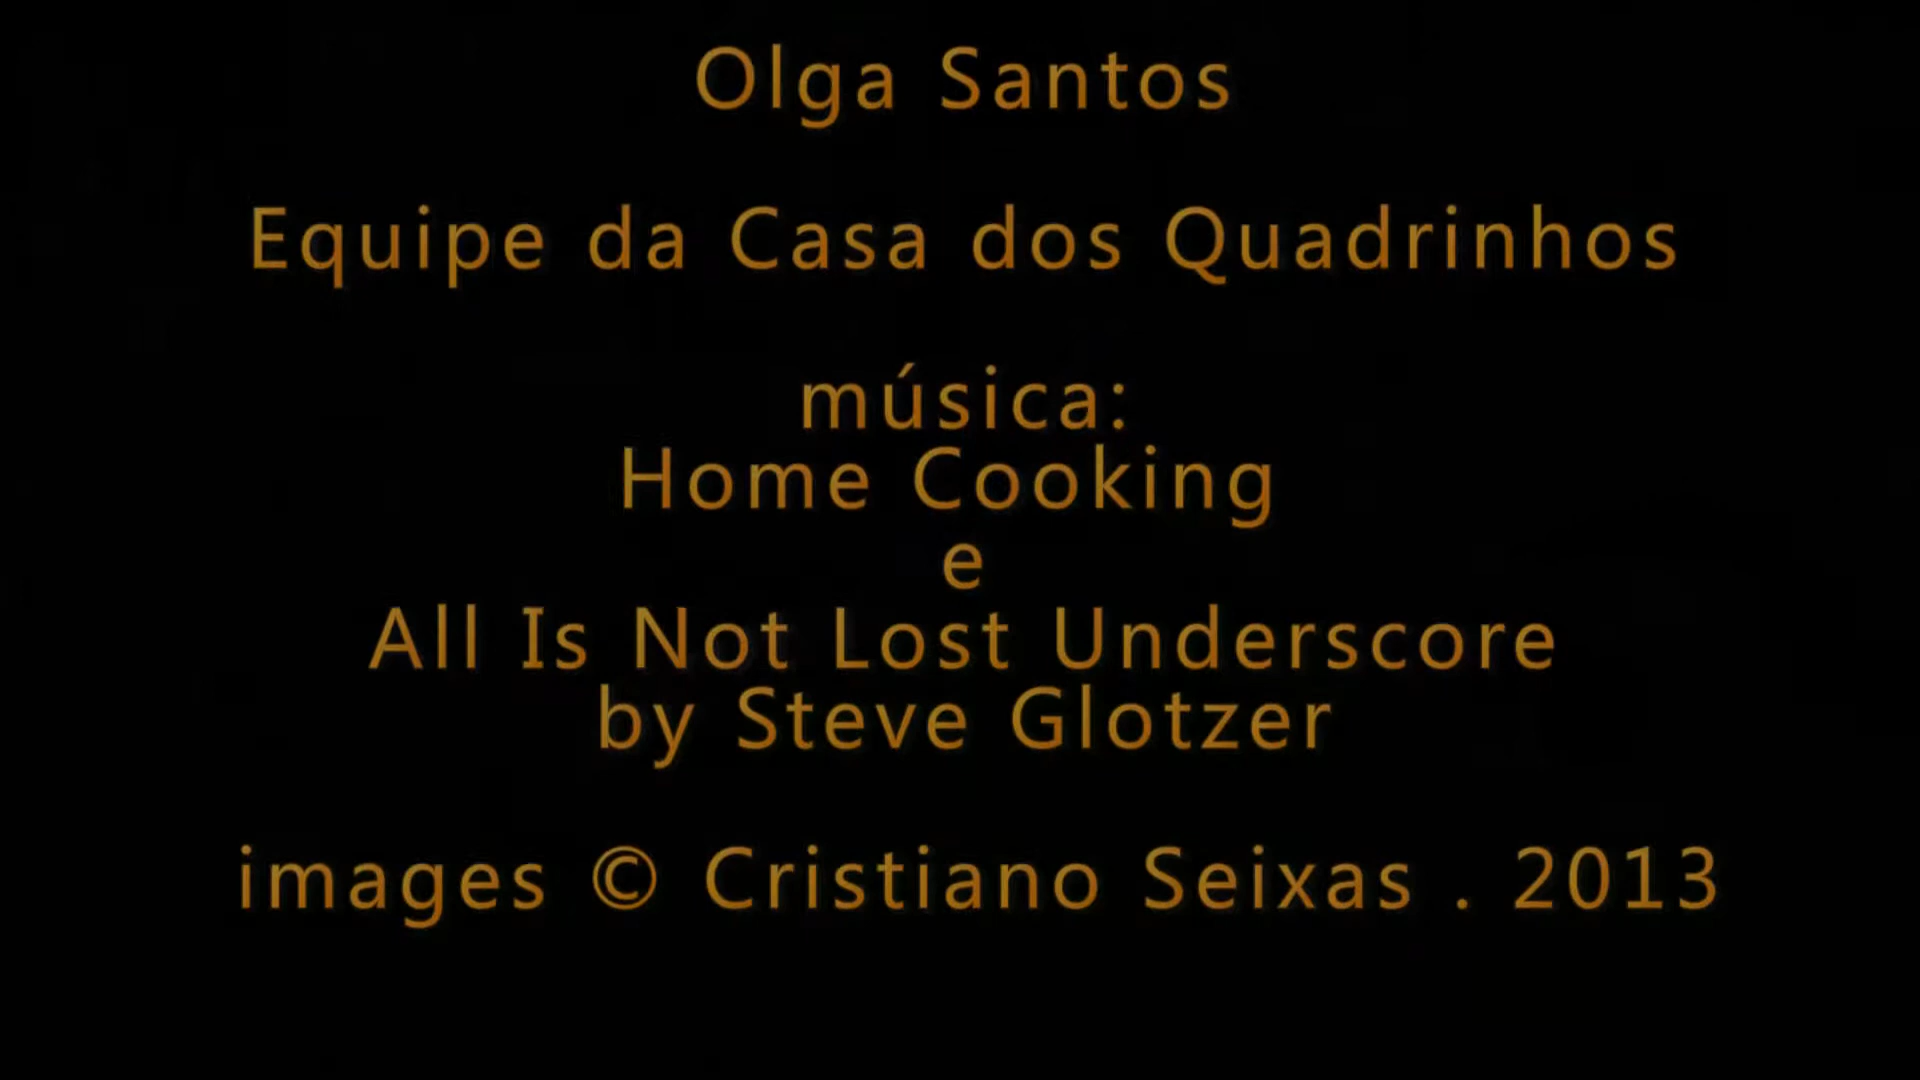 Olga Santos
Equipe da Casa dos Quadrinhos
música:
Home Cooking
e
All Is Not Lost Underscore
by Steve Glotzer
images © Cristiano Seixas . 2013